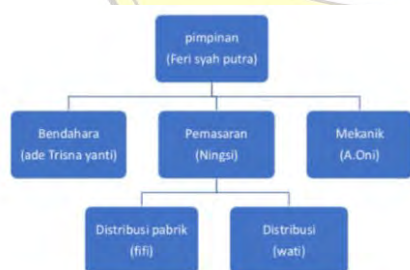 pimpinan
(Feri syah putra)
Bendahara
(ade Trisna yanti)
Pemasaran
(Ningsi)
Mekanik
(A.Oni)
Distribusi pabrik
(fifi)
Distribusi
(wati)